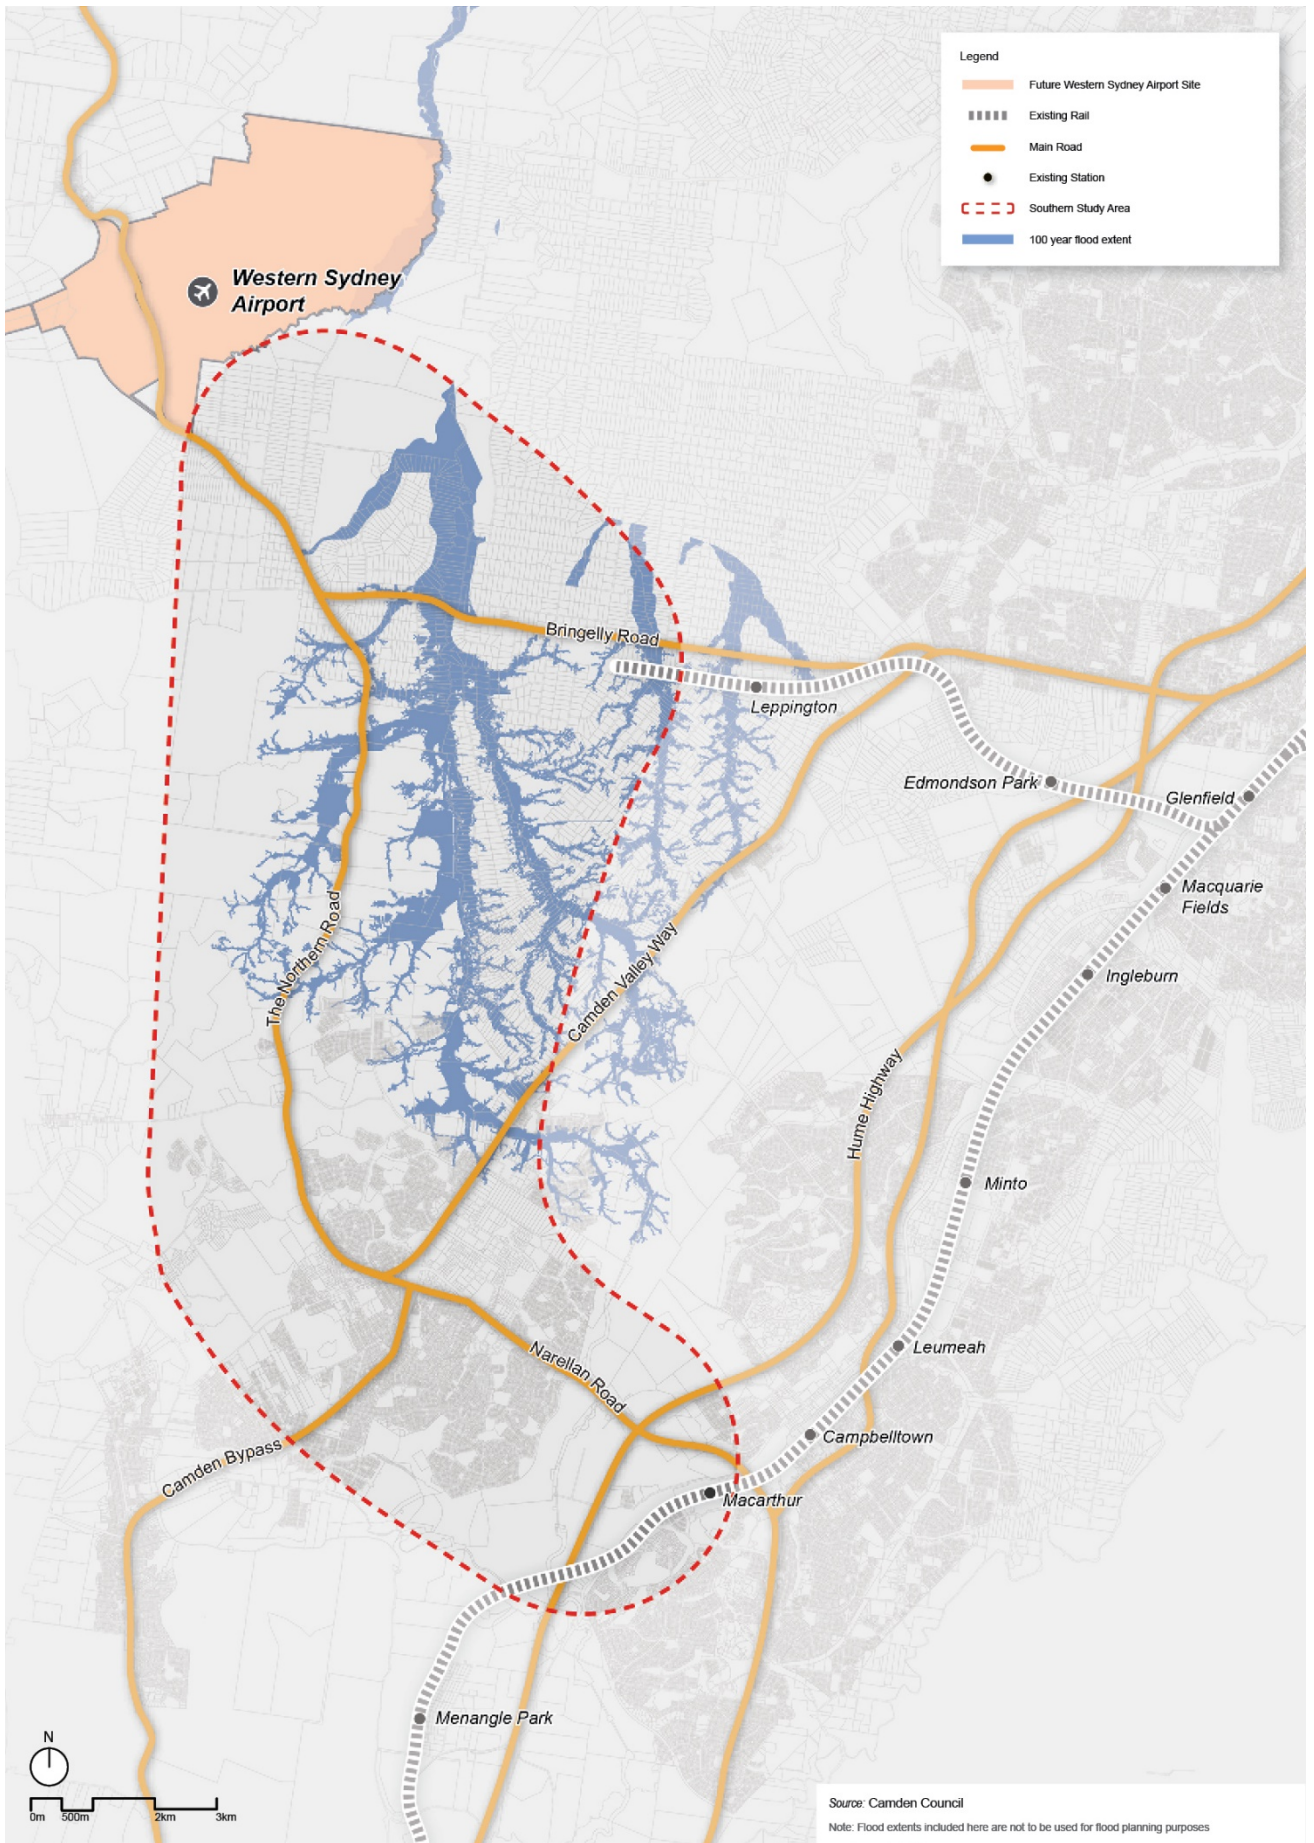 Legend
Future Western Sydney Airport Site
Existing Rail
Main Road
Existing Station
Southern Study Area
100 year flood extent
Western Sydney
Airport
Bringelly Road
Leppington
Edmondson Park
Glenfield
Macquarie
Fields
The Northern Road
Camden Valley Way
Ingleburn
Hume Highway
Minto
Leumeah
Narellan Road
Campbelltown
Camden Bypass
Macarthur
Menangle Park
N
0m 500m 2km 3km
Source: Camden Council
Note: Flood extents included here are not to be used for flood planning purposes